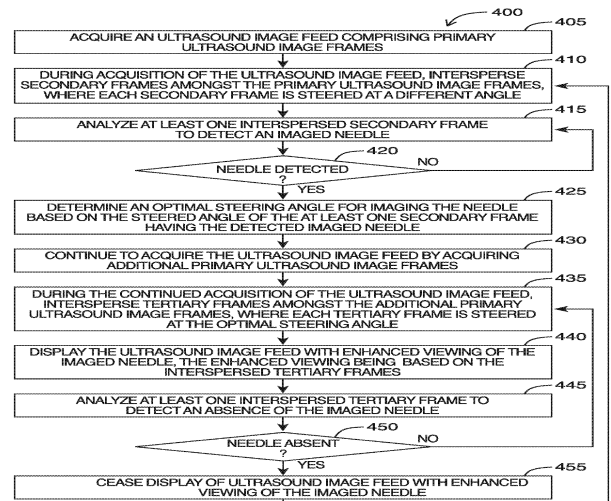 400
405
ACQUIRE AN ULTRASOUND IMAGE FEED COMPRISING PRIMARY
ULTRASOUND IMAGE FRAMES
410
DURING ACQUISITION OF THE ULTRASOUND IMAGE FEED, INTERSPERSE
SECONDARY FRAMES AMONGST THE PRIMARY ULTRASOUND IMAGE FRAMES,
WHERE EACH SECONDARY FRAME IS STEERED AT A DIFFERENT ANGLE
415
ANALYZE AT LEAST ONE INTERSPERSED SECONDARY FRAME
TO DETECT AN IMAGED NEEDLE
420
NEEDLE DETECTED
?
NO
YES
425
DETERMINE AN OPTIMAL STEERING ANGLE FOR IMAGING THE NEEDLE
BASED ON THE STEERED ANGLE OF THE AT LEAST ONE SECONDARY FRAME
HAVING THE DETECTED IMAGED NEEDLE
430
CONTINUE TO ACQUIRE THE ULTRASOUND IMAGE FEED BY ACQUIRING
ADDITIONAL PRIMARY ULTRASOUND IMAGE FRAMES
435
DURING THE CONTINUED ACQUISITION OF THE ULTRASOUND IMAGE FEED,
INTERSPERSE TERTIARY FRAMES AMONGST THE ADDITIONAL PRIMARY
ULTRASOUND IMAGE FRAMES, WHERE EACH TERTIARY FRAME IS STEERED
AT THE OPTIMAL STEERING ANGLE
440
DISPLAY THE ULTRASOUND IMAGE FEED WITH ENHANCED VIEWING OF THE
IMAGED NEEDLE, THE ENHANCED VIEWING BEING BASED ON THE
INTERSPERSED TERTIARY FRAMES
445
ANALYZE AT LEAST ONE INTERSPERSED TERTIARY FRAME TO
DETECT AN ABSENCE OF THE IMAGED NEEDLE
450
NEEDLE ABSENT
?
NO
YES
455
CEASE DISPLAY OF ULTRASOUND IMAGE FEED WITH ENHANCED
VIEWING OF THE IMAGED NEEDLE